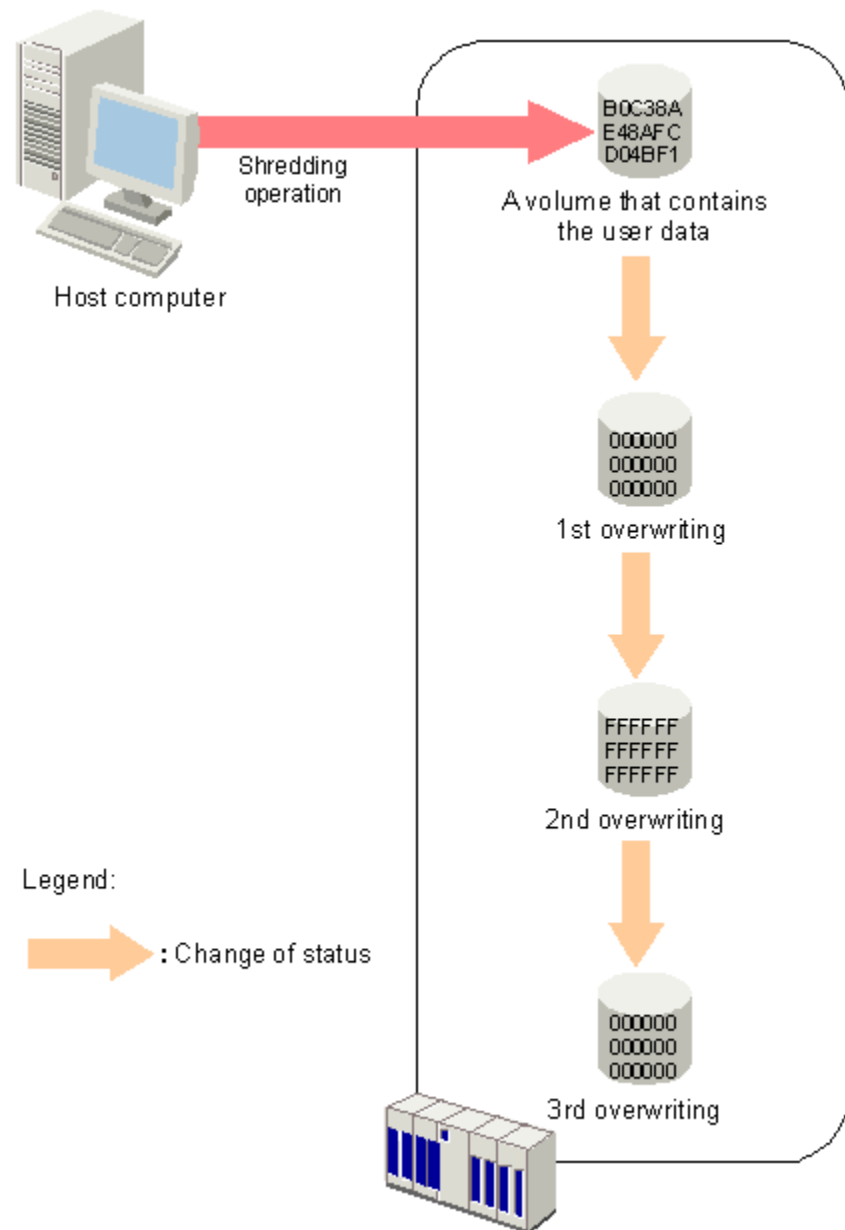 B0C38A
E48AFC
D04BF1
Shredding
operation
A volume that contains
the user data
Host computer
000000
000000
000000
1st overwriting
FFFFFF
FFFFFF
FFFFFF
2nd overwriting
Legend:
: Change of status
000000
000000
000000
3rd overwriting